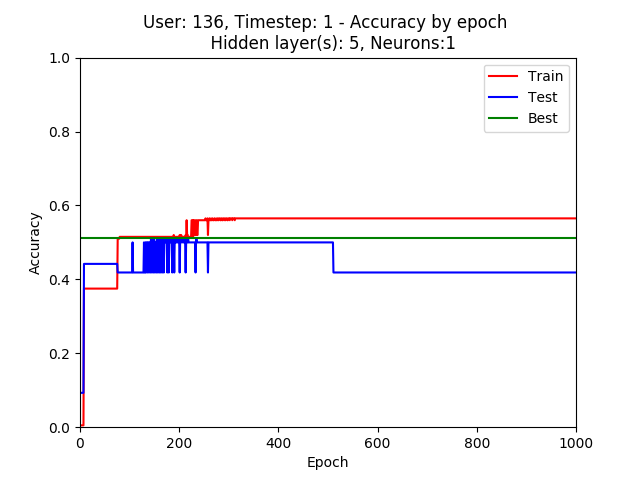 User: 136, Timestep: 1 - Accuracy by epoch
Hidden layer(s): 5, Neurons:1
Train
Test
Best
1.0
0.8
0.6
0.4
0.2
0.0
Accuracy
0 200 400 600 800 1000
Epoch